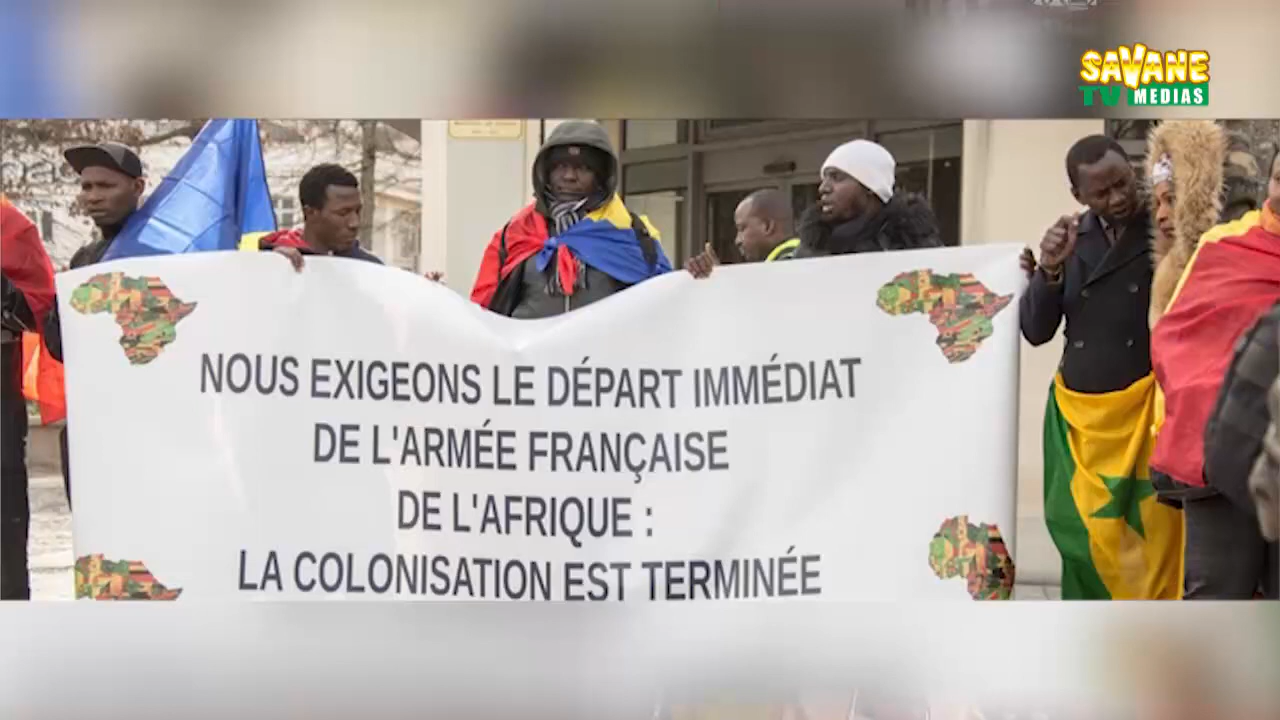 SAVANE
TV MEDIAS
NOUS EXIGEONS LE DÉPART IMMÉDIAT
DE L'ARMÉE FRANÇAISE
DE L'AFRIQUE :
LA COLONISATION EST TERMINÉE